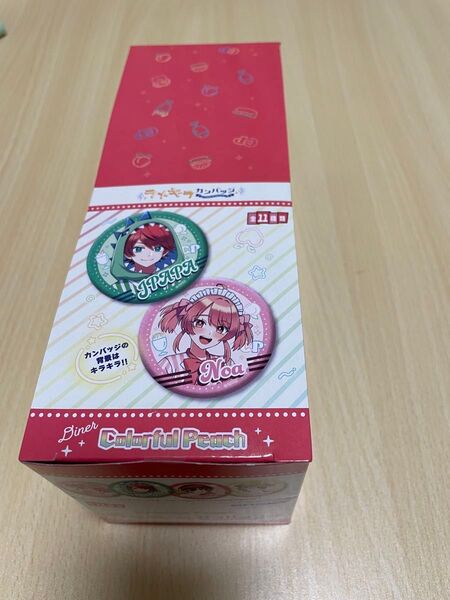 カンバッジ
全11種類
JPAPA
Noa
カンバッジの
背景は
キラキラ!!
Diner
Colorful Peach